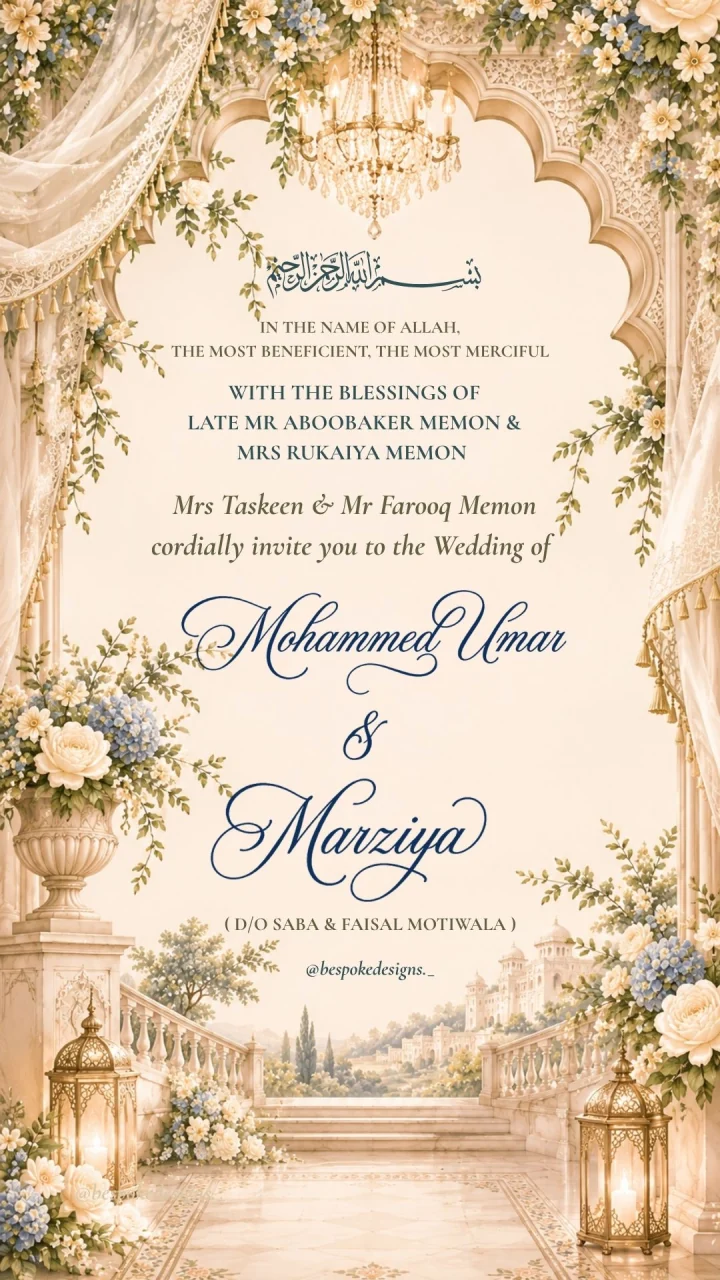 بسم الله الرحمن الرحيم
IN THE NAME OF ALLAH,
THE MOST BENEFICIENT, THE MOST MERCIFUL
WITH THE BLESSINGS OF
LATE MR ABOOBAKER MEMON &
MRS RUKAIYA MEMON
Mrs Taskeen & Mr Farooq Memon
cordially invite you to the Wedding of
Mohammed Umar
&
Marziya
( D/O SABA & FAISAL MOTIWALA )
@bespokedesigns._